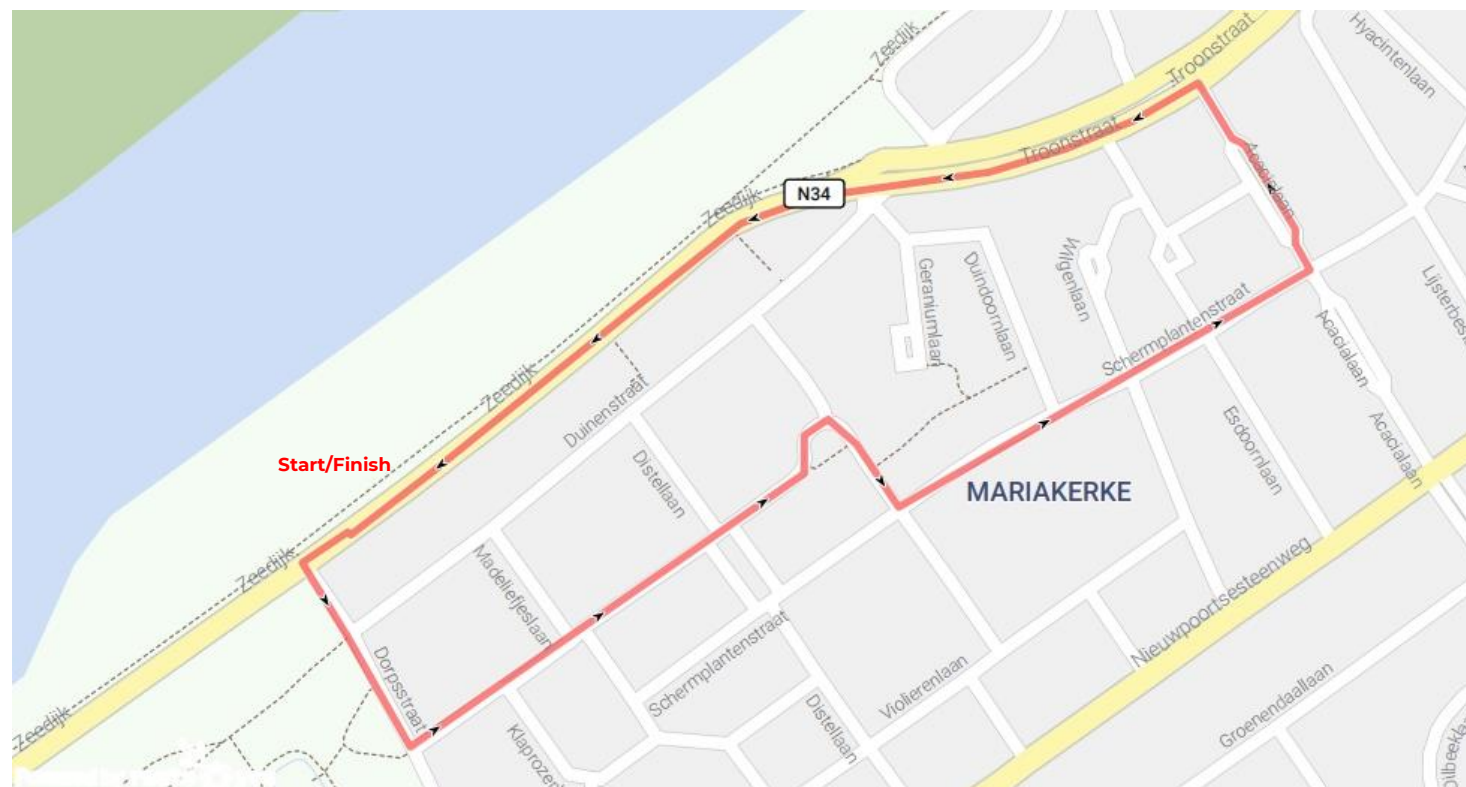 Zeedijk
Troonstraat
Hyacintenlaan
Troonstraat
Acacialaan
N34
Zeedijk
Wilgenlaan
Geraniumlaan
Duindoornlaan
Schermplantenstraat
Acacialaan
Zeedijk
Duinenstraat
Esdoornlaan
Acacialaan
Start/Finish
Distellaan
MARIAKERKE
Zeedijk
Madeliefjeslaan
Nieuwpoortsesteenweg
Dorpsstraat
Schermplantenstraat
Violierenlaan
Distellaan
Groenendaallaan
Zeedijk